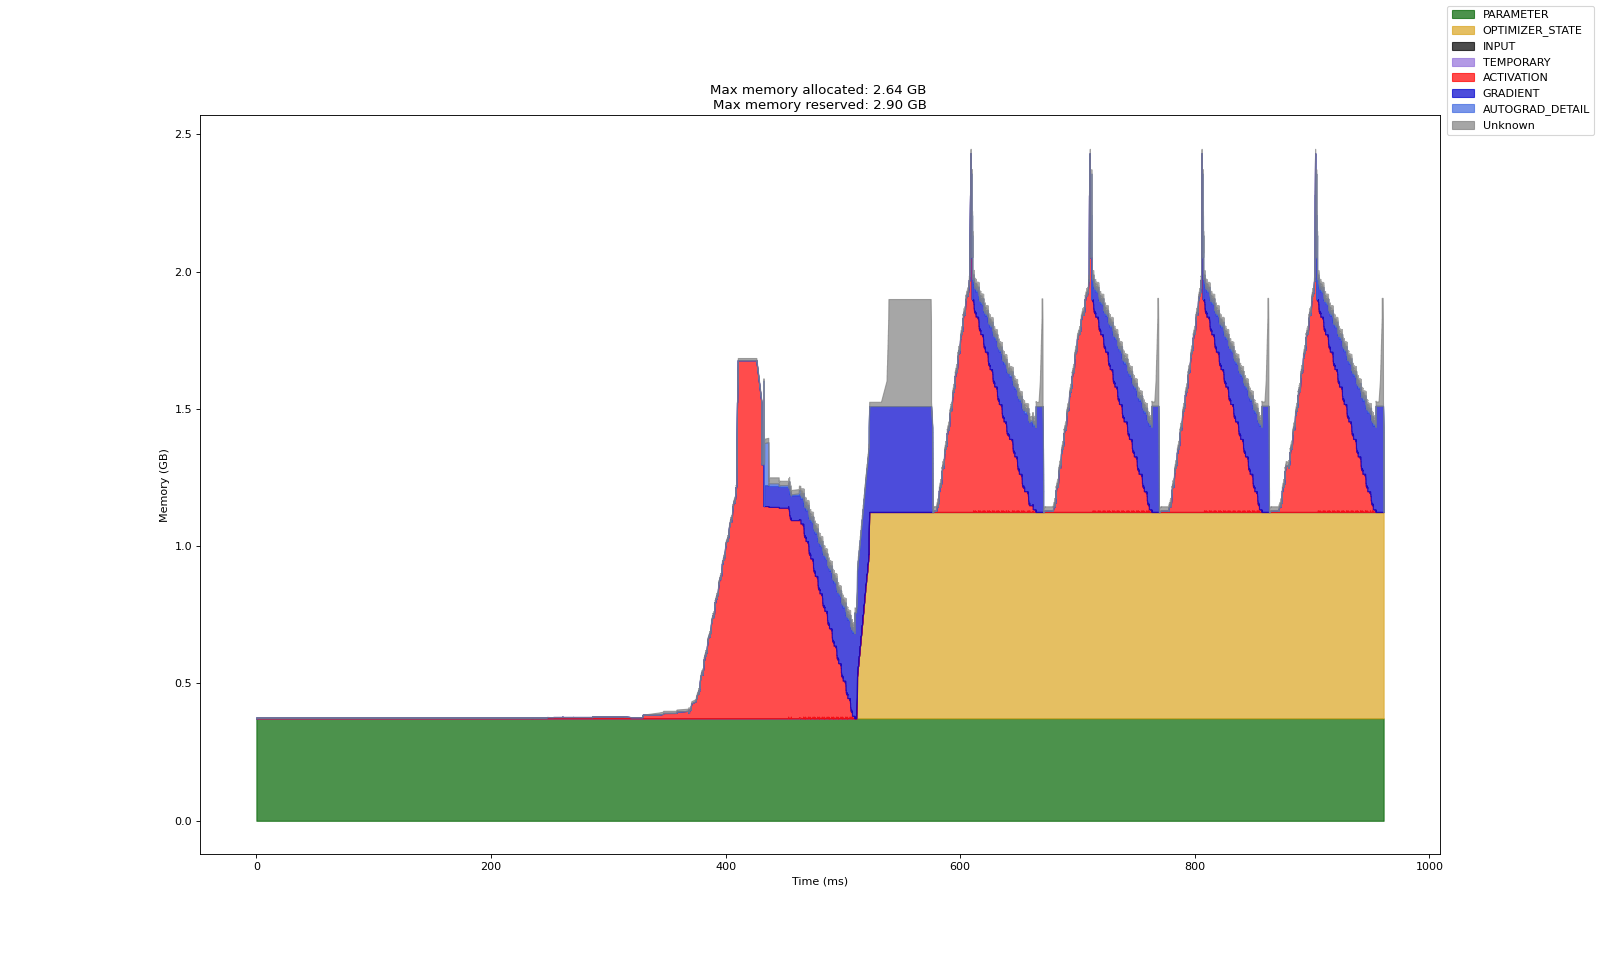 PARAMETER
OPTIMIZER_STATE
INPUT
TEMPORARY
ACTIVATION
GRADIENT
AUTOGRAD_DETAIL
Unknown
Max memory allocated: 2.64 GB
Max memory reserved: 2.90 GB
2.5
2.0
1.5
1.0
0.5
0.0
Memory (GB)
0
200
400
600
800
1000
Time (ms)